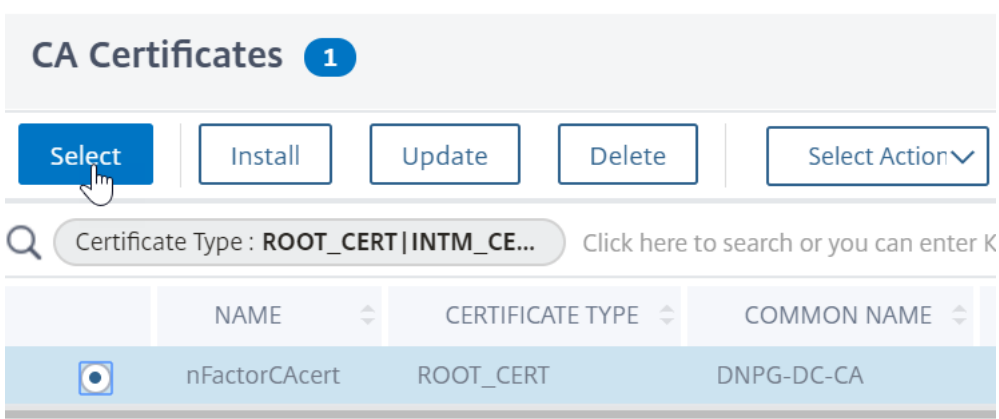 CA Certificates 1
Select Install Update Delete Select Action
Certificate Type : ROOT_CERT|INTM_CE... Click here to search or you can enter K
NAME CERTIFICATE TYPE COMMON NAME
nFactorCAcert ROOT_CERT DNPG-DC-CA